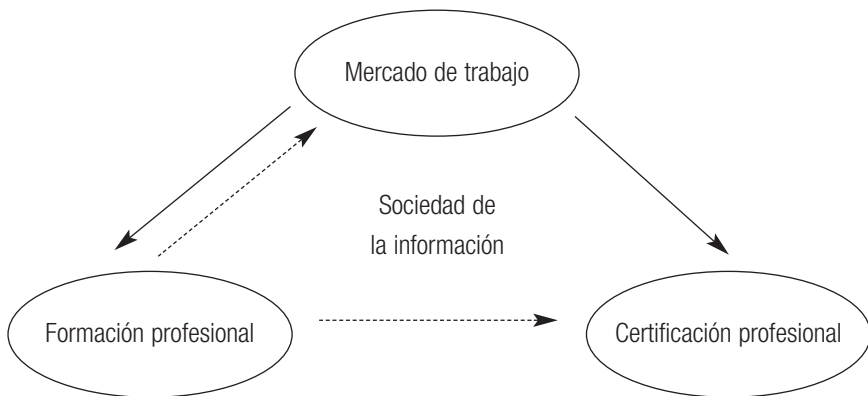 Mercado de trabajo
Sociedad de
la información
Formación profesional
Certificación profesional